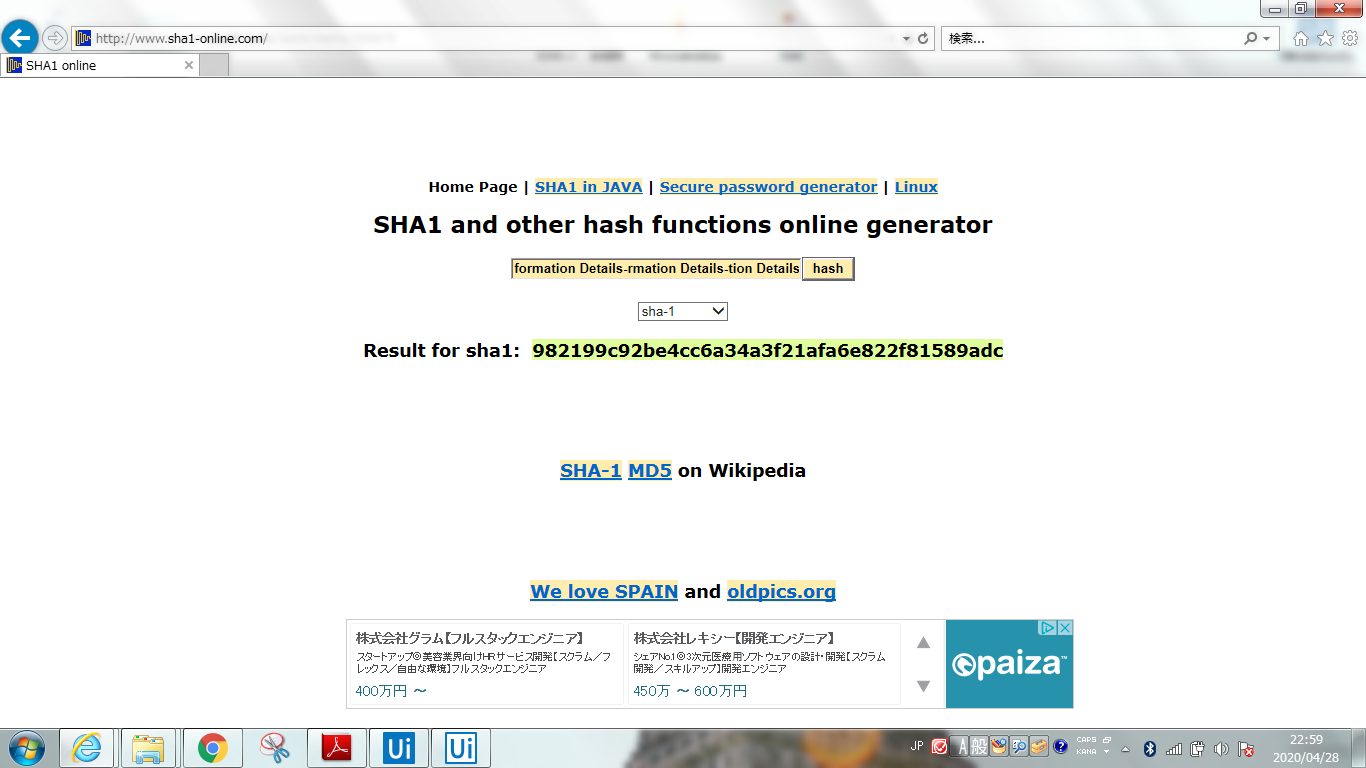 http://www.sha1-online.com/
検索...
SHA1 online
Home Page | SHA1 in JAVA | Secure password generator | Linux
SHA1 and other hash functions online generator
formation Details-rmation Details-tion Details hash
sha-1
Result for sha1: 982199c92be4cc6a34a3f21afa6e822f81589adc
SHA-1 MD5 on Wikipedia
We love SPAIN and oldpics.org
株式会社グラム【フルスタックエンジニア】
スタートアップ◎美容業界向けHRサービス開発【スクラム／フ
レックス／自由な環境】フルスタックエンジニア
400万円 ～
株式会社レキシー【開発エンジニア】
シェアNo.1◎3次元医療用ソフトウェアの設計・開発【スクラム
開発／スキルアップ】開発エンジニア
450万 ～ 600万円
paiza
Ui
Ui
JP
A 般
CAPS
KANA
22:59
2020/04/28